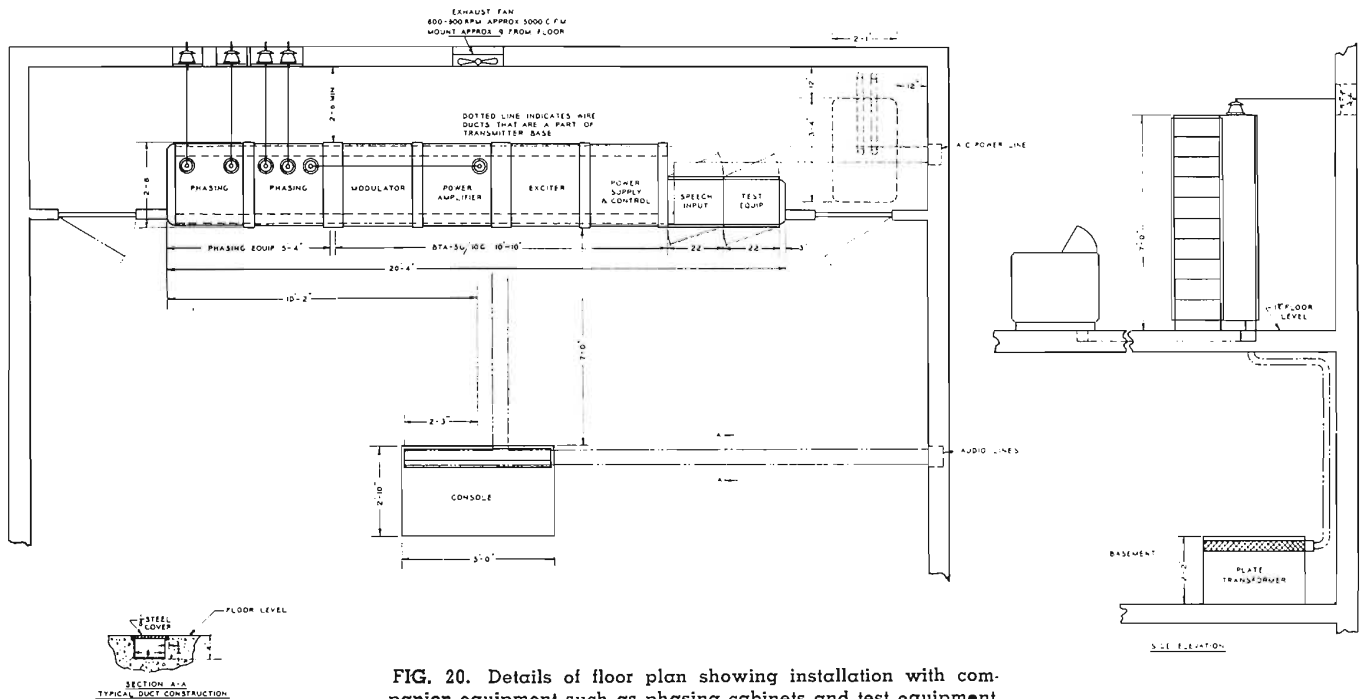 EXHAUST FAN
600-900 RPM APPROX 5000 C F M
MOUNT APPROX 9' FROM FLOOR
2-1"
12"
12"
3-4"
2-6 MIN
DOTTED LINE INDICATES WIRE
DUCTS THAT ARE A PART OF
TRANSMITTER BASE
A C POWER LINE
2-8
PHASING
PHASING
MODULATOR
POWER
AMPLIFIER
EXCITER
POWER
SUPPLY
& CONTROL
SPEECH
INPUT
TEST
EQUIP
PHASING EQUIP 5-4"
BTA-5G/10G 10'-10"
22
22
3"
20'-4"
10'-2"
7'-0"
2-3"
A
A
AUDIO LINES
CONSOLE
2-10"
5'-0"
7'-0"
FLOOR
LEVEL
BASEMENT
2-2"
PLATE
TRANSFORMER
SIDE ELEVATION
STEEL
COVER
FLOOR LEVEL
SECTION A-A
TYPICAL DUCT CONSTRUCTION
FIG. 20. Details of floor plan showing installation with com-
panion equipment such as phasing cabinets and test equipment.